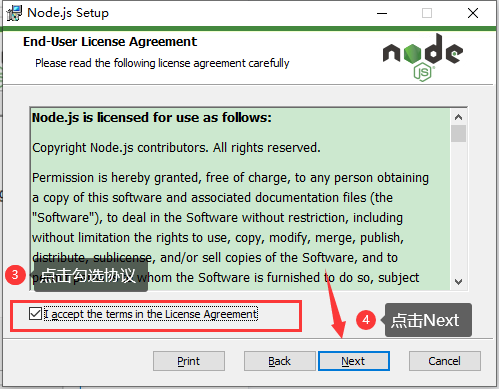 Node.js Setup
End-User License Agreement
Please read the following license agreement carefully
node
JS
Node.js is licensed for use as follows:
Copyright Node.js contributors. All rights reserved.
Permission is hereby granted, free of charge, to any person obtaining
a copy of this software and associated documentation files (the
"Software"), to deal in the Software without restriction, including
without limitation the rights to use, copy, modify, merge, publish,
distribute, sublicense, and/or sell copies of the Software, and to
whom the Software is furnished to do so, subject
3 点击勾选协议
I accept the terms in the License Agreement
4 点击Next
Print
Back
Next
Cancel